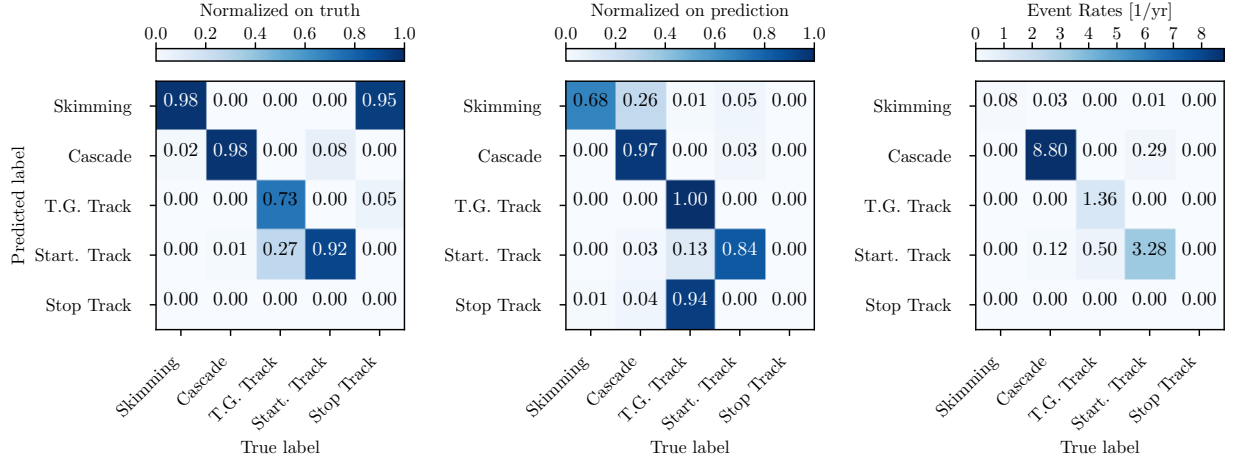 Normalized on truth
0.0 0.2 0.4 0.6 0.8 1.0
Predicted label
Skimming 0.98 0.00 0.00 0.00 0.95
Cascade 0.02 0.98 0.00 0.08 0.00
T.G. Track 0.00 0.00 0.73 0.00 0.05
Start. Track 0.00 0.01 0.27 0.92 0.00
Stop Track 0.00 0.00 0.00 0.00 0.00
Skimming Cascade T.G. Track Start. Track Stop Track
True label
Normalized on prediction
0.0 0.2 0.4 0.6 0.8 1.0
Skimming 0.68 0.26 0.01 0.05 0.00
Cascade 0.00 0.97 0.00 0.03 0.00
T.G. Track 0.00 0.00 1.00 0.00 0.00
Start. Track 0.00 0.03 0.13 0.84 0.00
Stop Track 0.01 0.04 0.94 0.00 0.00
Skimming Cascade T.G. Track Start. Track Stop Track
True label
Event Rates [1/yr]
0 1 2 3 4 5 6 7 8
Skimming 0.08 0.03 0.00 0.01 0.00
Cascade 0.00 8.80 0.00 0.29 0.00
T.G. Track 0.00 0.00 1.36 0.00 0.00
Start. Track 0.00 0.12 0.50 3.28 0.00
Stop Track 0.00 0.00 0.00 0.00 0.00
Skimming Cascade T.G. Track Start. Track Stop Track
True label